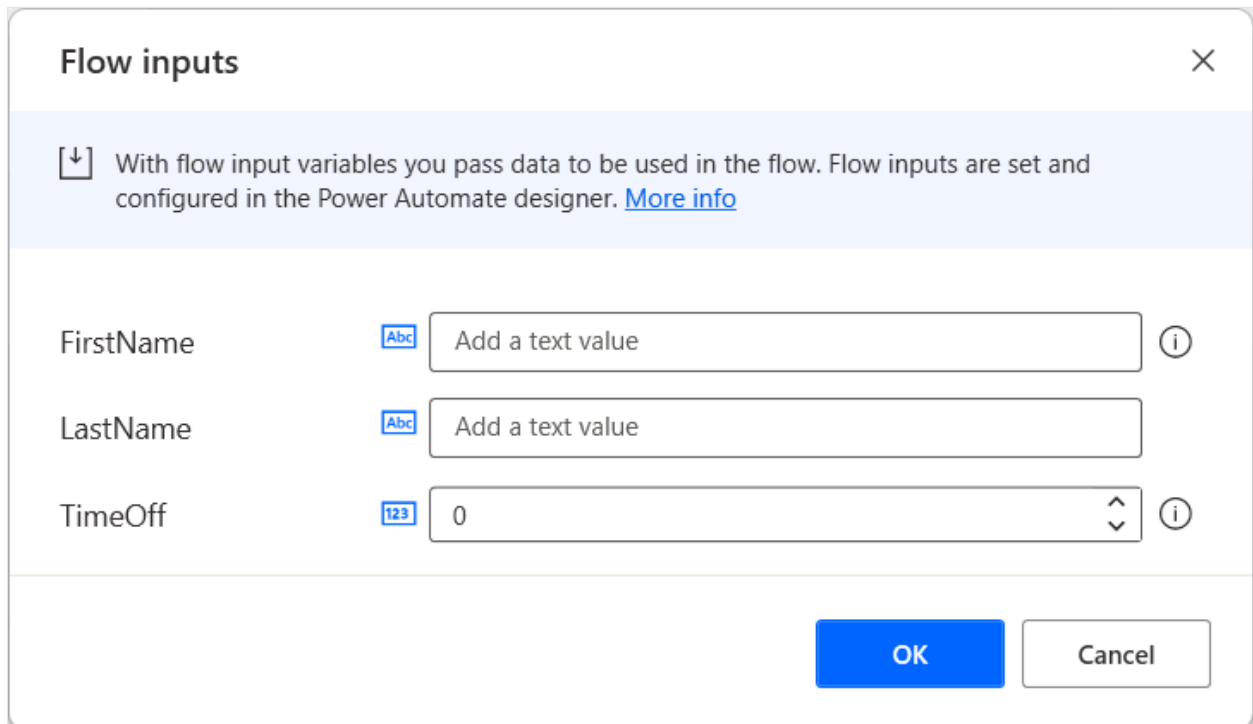 Flow inputs
With flow input variables you pass data to be used in the flow. Flow inputs are set and
configured in the Power Automate designer. More info
FirstName Abc Add a text value i
LastName Abc Add a text value
TimeOff 123 0 i
OK Cancel